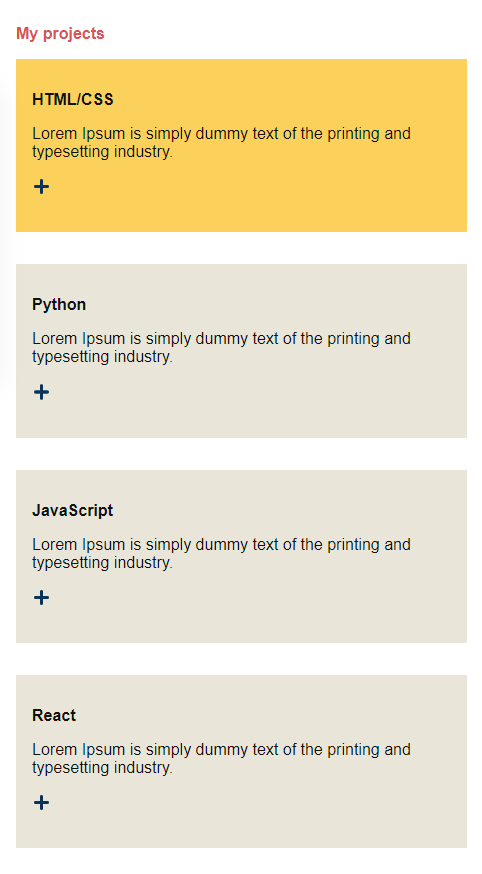 My projects
HTML/CSS
Lorem Ipsum is simply dummy text of the printing and
typesetting industry.
+
Python
Lorem Ipsum is simply dummy text of the printing and
typesetting industry.
+
JavaScript
Lorem Ipsum is simply dummy text of the printing and
typesetting industry.
+
React
Lorem Ipsum is simply dummy text of the printing and
typesetting industry.
+